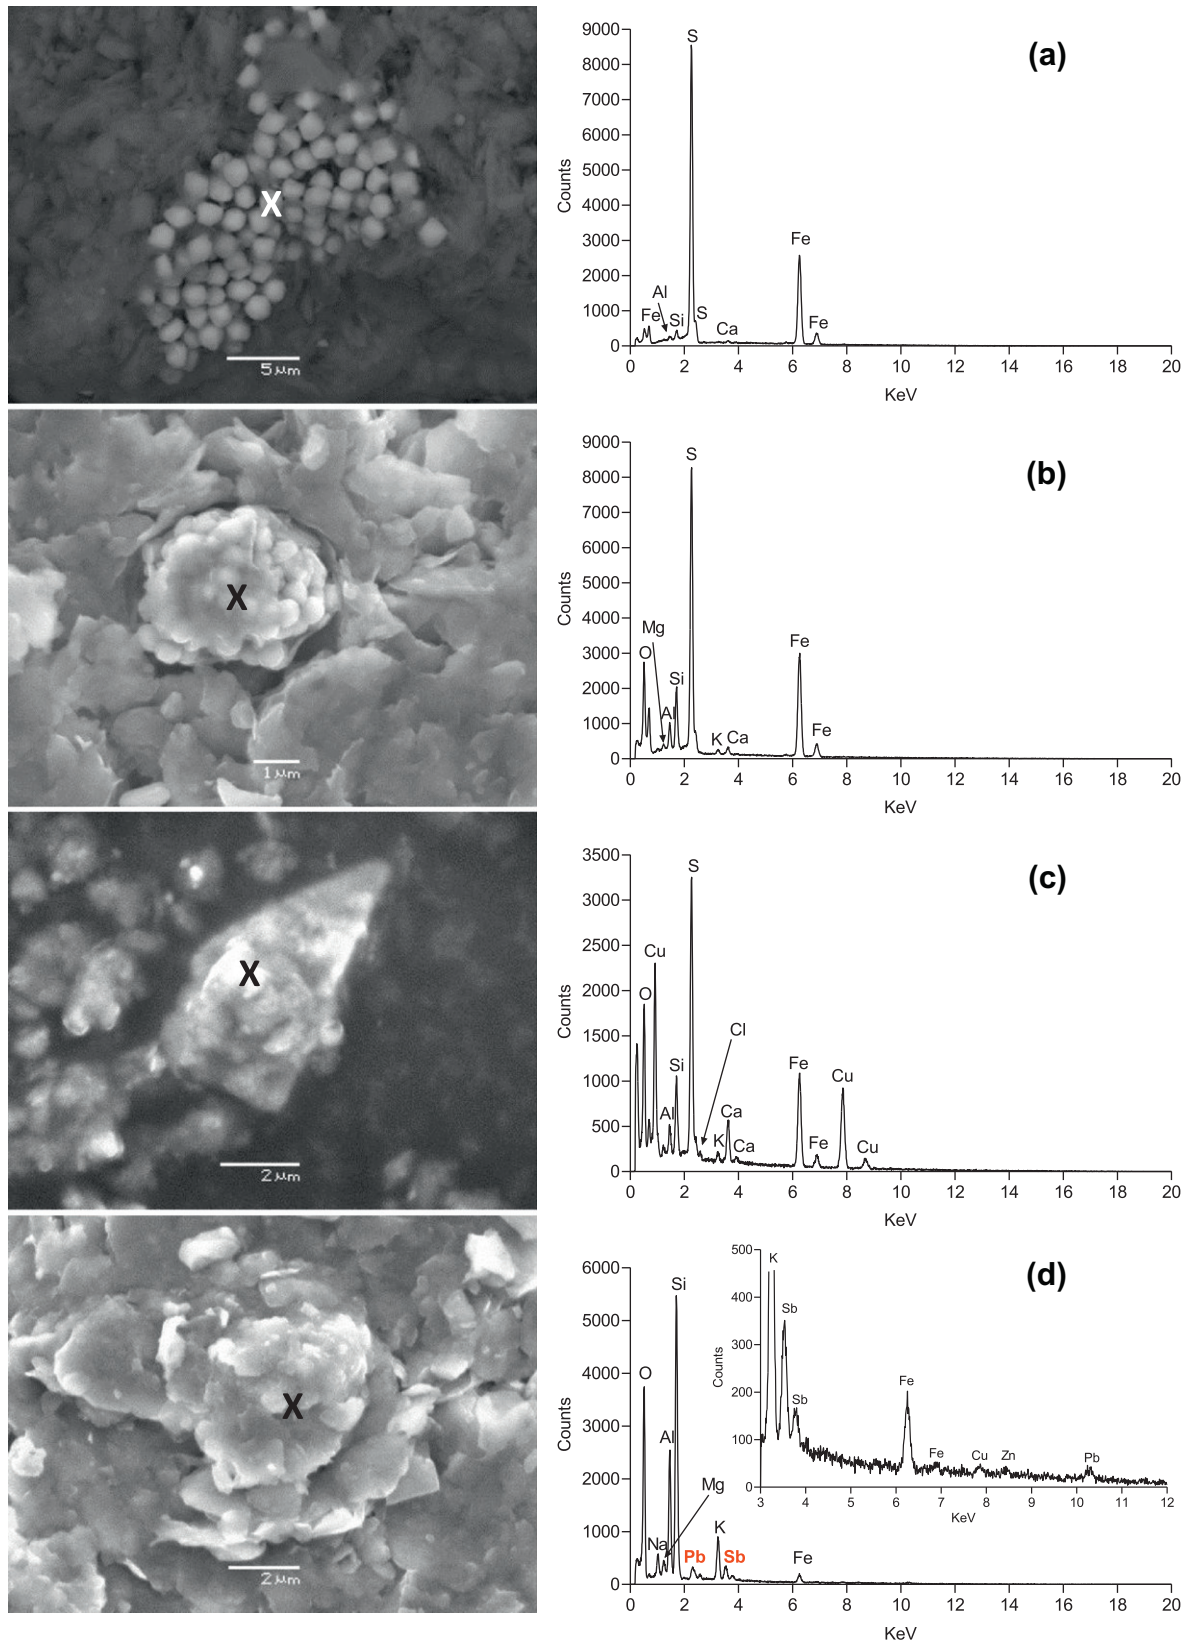 X
5 μm
(a)
9000
8000
7000
6000
5000
4000
3000
2000
1000
0
Counts
S
Al
Fe
Si
S
Ca
Fe
Fe
0 2 4 6 8 10 12 14 16 18 20
KeV
X
1 μm
(b)
9000
8000
7000
6000
5000
4000
3000
2000
1000
0
Counts
S
Mg
O
Al
Si
K
Ca
Fe
Fe
0 2 4 6 8 10 12 14 16 18 20
KeV
X
2 μm
(c)
3500
3000
2500
2000
1500
1000
500
0
Counts
S
Cu
O
Al
Si
Cl
K
Ca
Ca
Fe
Fe
Cu
Cu
0 2 4 6 8 10 12 14 16 18 20
KeV
X
2 μm
(d)
6000
5000
4000
3000
2000
1000
0
Counts
Si
O
Al
Mg
Na
Pb
K
Sb
Fe
0 2 4 6 8 10 12 14 16 18 20
KeV
500
400
300
200
100
0
Counts
K
Sb
Sb
Fe
Fe
Cu
Zn
Pb
3 4 5 6 7 8 9 10 11 12
KeV